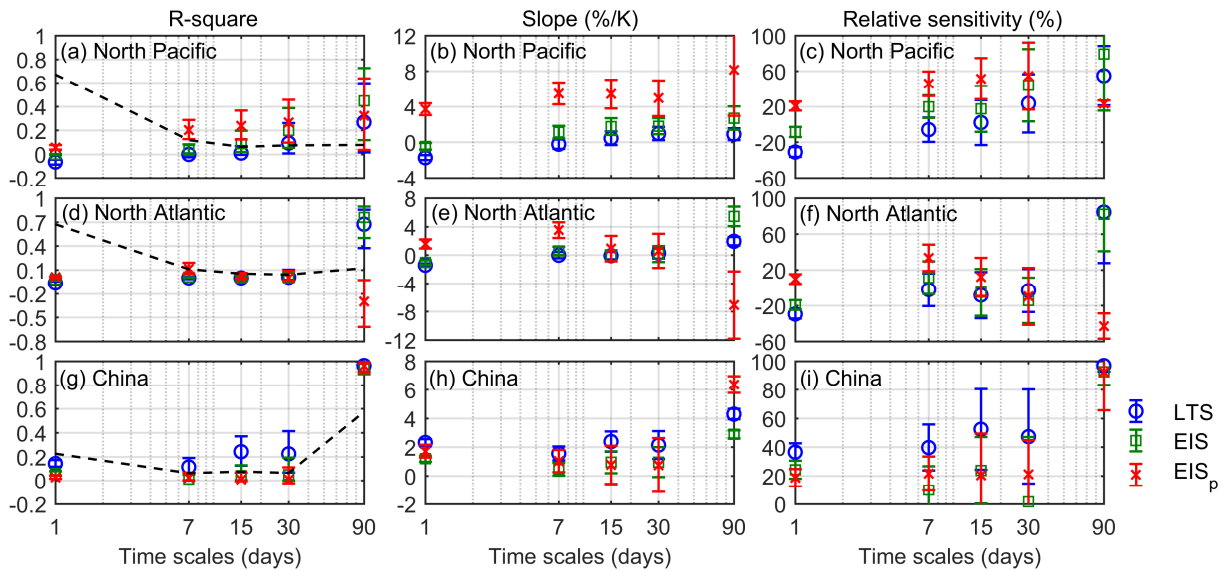 R-square Slope (%/K) Relative sensitivity (%)
(a) North Pacific (b) North Pacific (c) North Pacific
1 0.8 0.6 0.4 0.2 0 -0.2
12 8 4 0 -4
100 60 20 -20 -60
(d) North Atlantic (e) North Atlantic (f) North Atlantic
1 0.7 0.4 0.1 -0.2 -0.5 -0.8
8 4 0 -4 -8 -12
100 60 20 -20 -60
(g) China (h) China (i) China
1 0.8 0.6 0.4 0.2 0 -0.2
8 6 4 2 0 -2
100 80 60 40 20 0
1 7 15 30 90 1 7 15 30 90 1 7 15 30 90
Time scales (days) Time scales (days) Time scales (days)
LTS
EIS
EISp